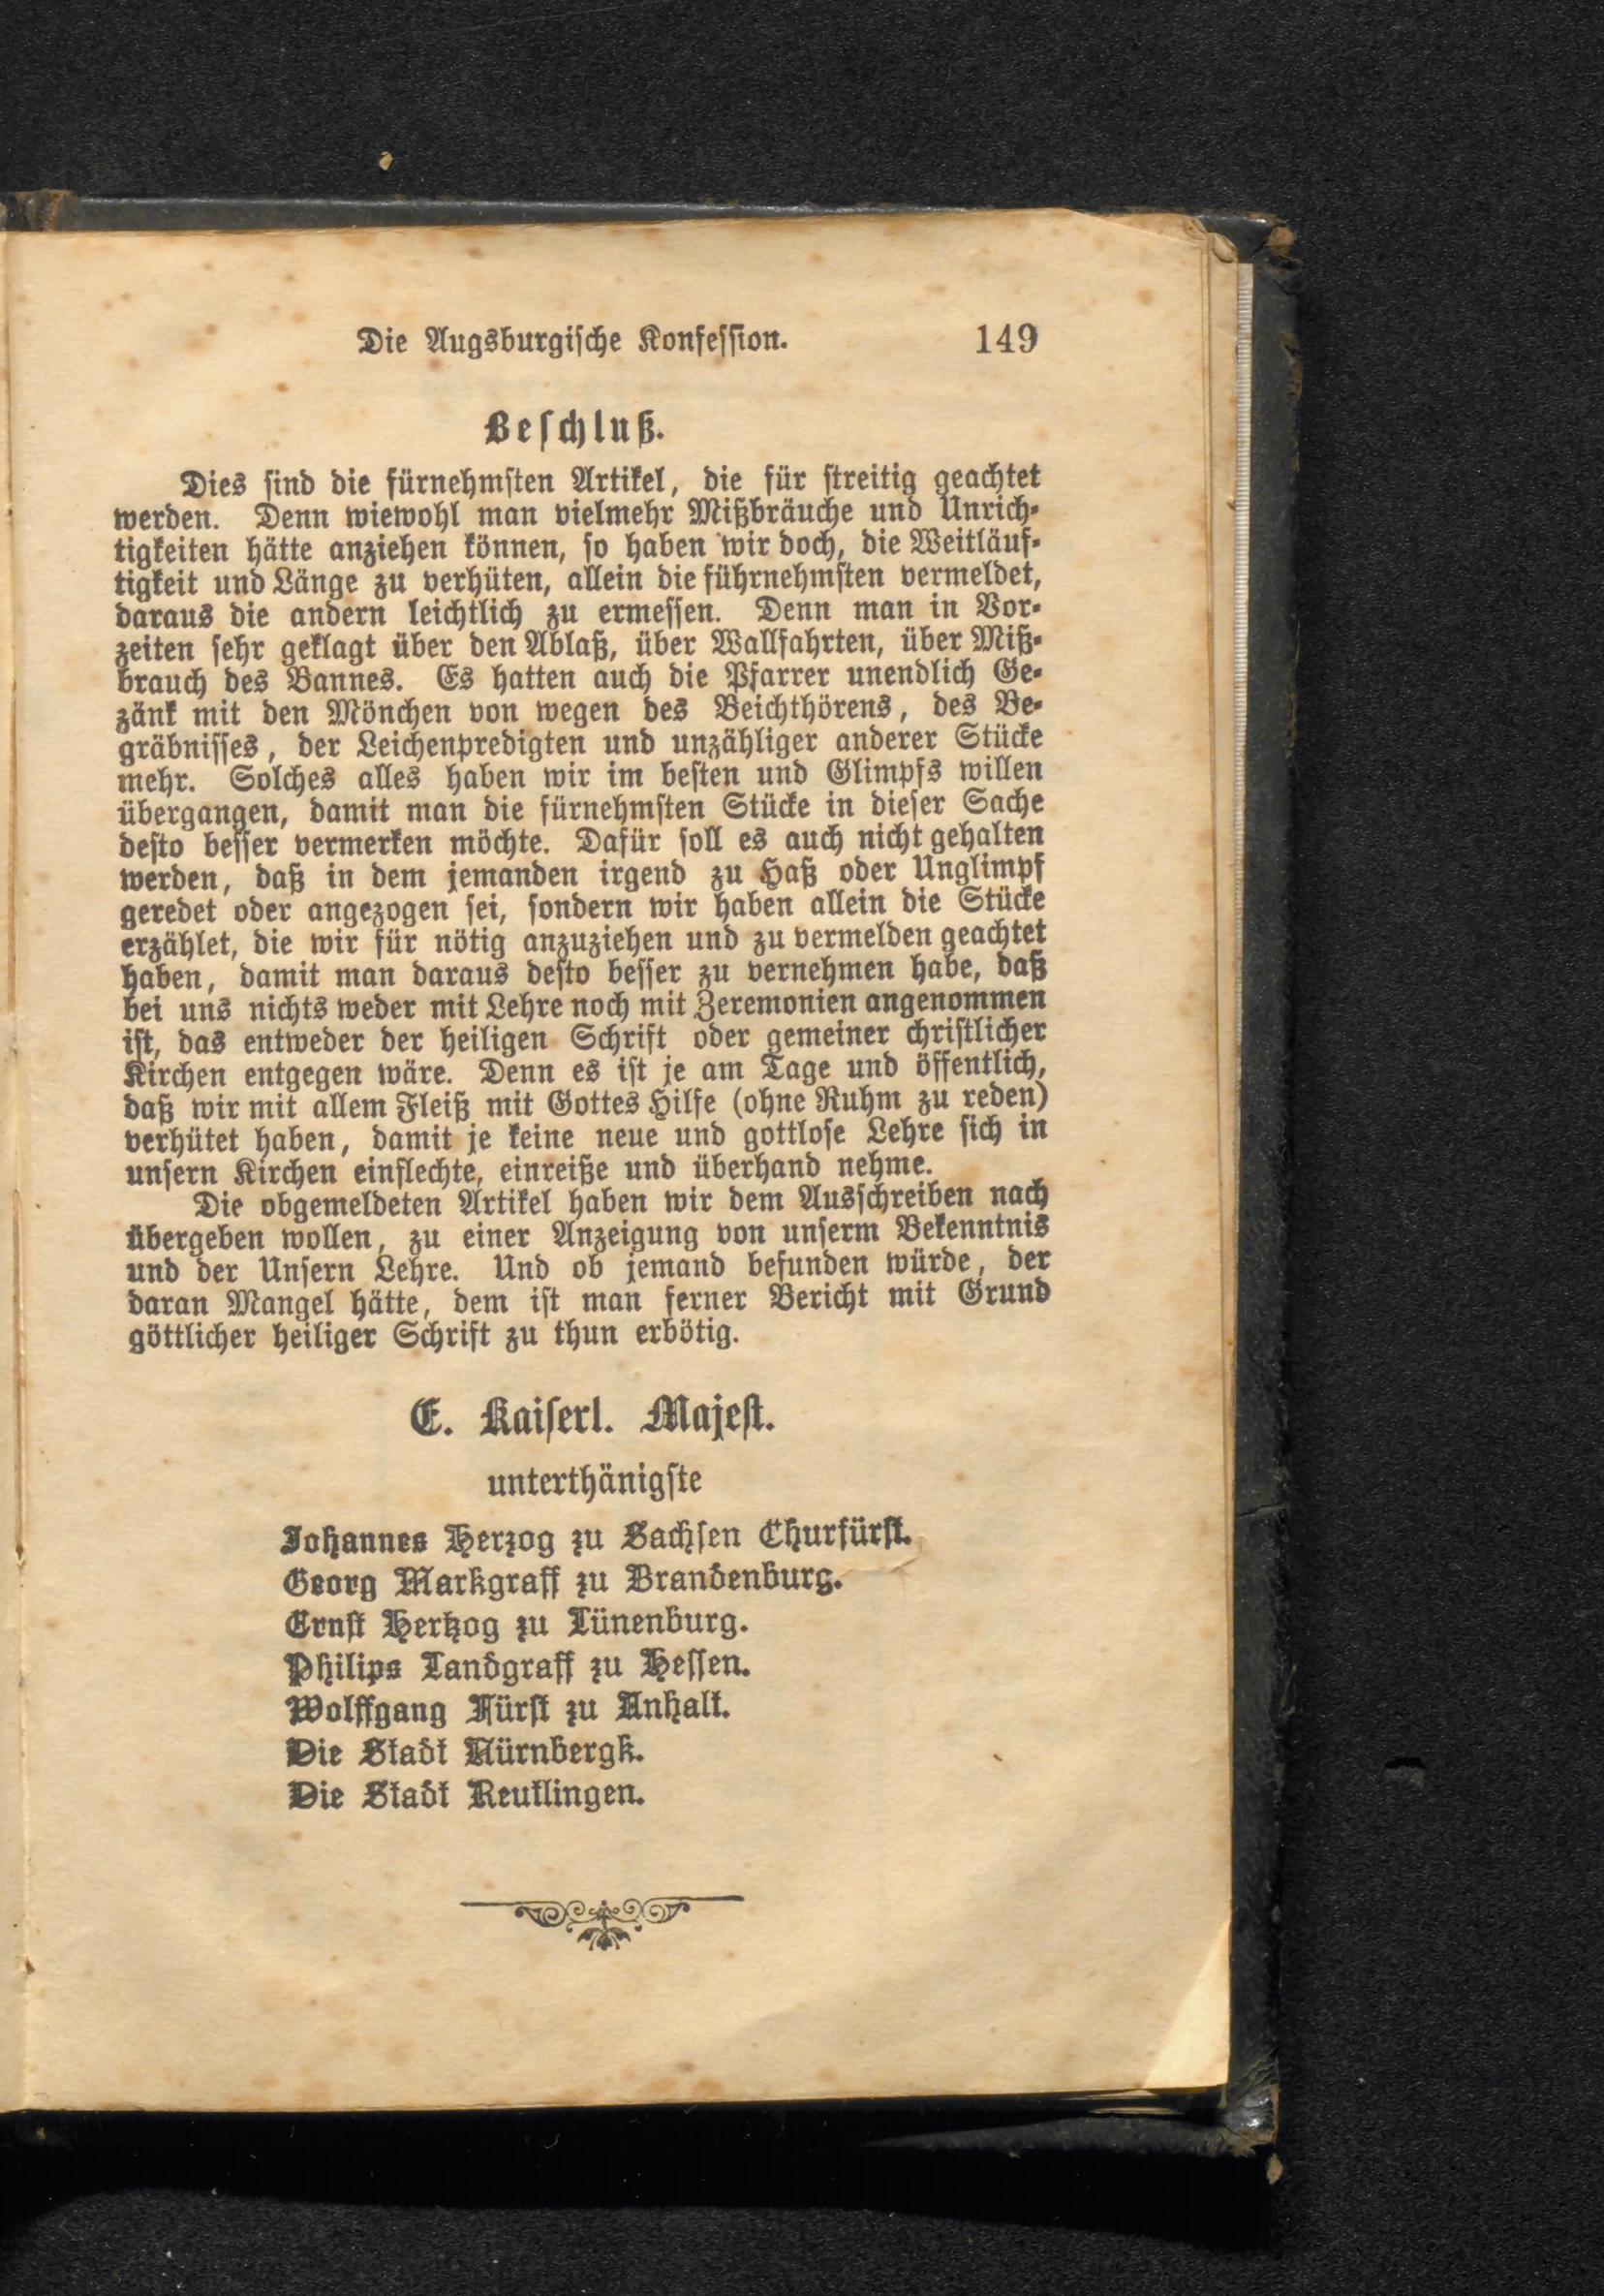 Die Augsburgische Konfession. 149
Beschluß.
Dies sind die fürnehmsten Artikel, die für streitig geachtet
werden. Denn wiewohl man vielmehr Mißbräuche und Unrich-
tigkeiten hätte anziehen können, so haben wir doch, die Weitläuf-
tigkeit und Länge zu verhüten, allein die führnehmsten vermeldet,
daraus die andern leichtlich zu ermessen. Denn man in Vor-
zeiten sehr geklagt über den Ablaß, über Wallfahrten, über Miß-
brauch des Bannes. Es hatten auch die Pfarrer unendlich Ge-
zänk mit den Mönchen von wegen des Beichthörens, des Be-
gräbnisses, der Leichenpredigten und unzähliger anderer Stücke
mehr. Solches alles haben wir im besten und Glimpfs willen
übergangen, damit man die fürnehmsten Stücke in dieser Sache
desto besser vermerken möchte. Dafür soll es auch nicht gehalten
werden, daß in dem jemanden irgend zu Haß oder Unglimpf
geredet oder angezogen sei, sondern wir haben allein die Stücke
erzählet, die wir für nötig anzuziehen und zu vermelden geachtet
haben, damit man daraus desto besser zu vernehmen habe, daß
bei uns nichts weder mit Lehre noch mit Zeremonien angenommen
ist, das entweder der heiligen Schrift oder gemeiner christlicher
Kirchen entgegen wäre. Denn es ist je am Tage und öffentlich,
daß wir mit allem Fleiß mit Gottes Hilfe (ohne Ruhm zu reden)
verhütet haben, damit je keine neue und gottlose Lehre sich in
unsern Kirchen einflechte, einreiße und überhand nehme.
Die obgemeldeten Artikel haben wir dem Ausschreiben nach
übergeben wollen, zu einer Anzeigung von unserm Bekenntnis
und der Unsern Lehre. Und ob jemand befunden würde, der
daran Mangel hätte, dem ist man ferner Bericht mit Grund
göttlicher heiliger Schrift zu thun erbötig.
E. Kaiserl. Majest.
unterthänigste
Johannes Herzog zu Sachsen Churfürst.
Georg Markgraff zu Brandenburg.
Ernst Hertzog zu Lünenburg.
Philips Landgraff zu Hessen.
Wolffgang Fürst zu Anhalt.
Die Stadt Nürnbergk.
Die Stadt Reutlingen.